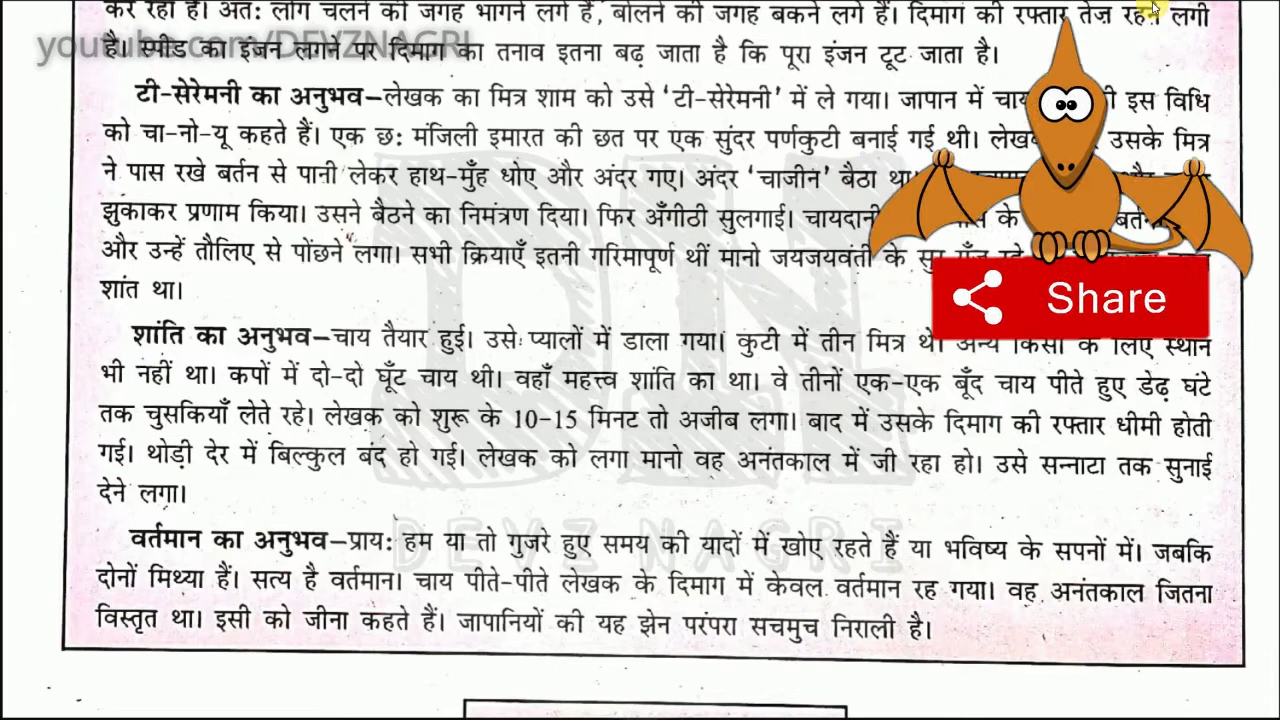 कर रहा है। अतः लोग चलने की जगह भागने लगे हैं, बोलने की जगह बकने लगे हैं। दिमाग की रफ्तार तेज रहने लगी
youtube.com/DEVZNAGRI
है। स्पीड का इंजन लगने पर दिमाग का तनाव इतना बढ़ जाता है कि पूरा इंजन टूट जाता है।
टी-सेरेमनी का अनुभव–लेखक का मित्र शाम को उसे 'टी-सेरेमनी' में ले गया। जापान में चाय इस विधि
को चा-नो-यू कहते हैं। एक छः मंजिली इमारत की छत पर एक सुंदर पर्णकुटी बनाई गई थी। उसके मित्र
ने पास रखे बर्तन से पानी लेकर हाथ-मुँह धोए और अंदर गए। अंदर 'चाजीन' बैठा था।
झुकाकर प्रणाम किया। उसने बैठने का निमंत्रण दिया। फिर अँगीठी सुलगाई। चायदानी के
और उन्हें तौलिए से पोंछने लगा। सभी क्रियाएँ इतनी गरिमापूर्ण थीं मानो जयजयवंती के
शांत था।
Share
शांति का अनुभव–चाय तैयार हुई। उसे प्यालों में डाला गया। कुटी में तीन मित्र थे। अन्य किसी के लिए स्थान
भी नहीं था। कपों में दो-दो घूँट चाय थी। वहाँ महत्त्व शांति का था। वे तीनों एक-एक बूँद चाय पीते हुए डेढ़ घंटे
तक चुसकियाँ लेते रहे। लेखक को शुरू के 10-15 मिनट तो अजीब लगा। बाद में उसके दिमाग की रफ्तार धीमी होती
गई। थोड़ी देर में बिल्कुल बंद हो गई। लेखक को लगा मानो वह अनंतकाल में जी रहा हो। उसे सन्नाटा तक सुनाई
देने लगा।
DEVZ NAGRI
वर्तमान का अनुभव–प्रायः हम या तो गुजरे हुए समय की यादों में खोए रहते हैं या भविष्य के सपनों में। जबकि
दोनों मिथ्या हैं। सत्य है वर्तमान। चाय पीते-पीते लेखक के दिमाग में केवल वर्तमान रह गया। वह अनंतकाल जितना
विस्तृत था। इसी को जीना कहते हैं। जापानियों की यह झेन परंपरा सचमुच निराली है।